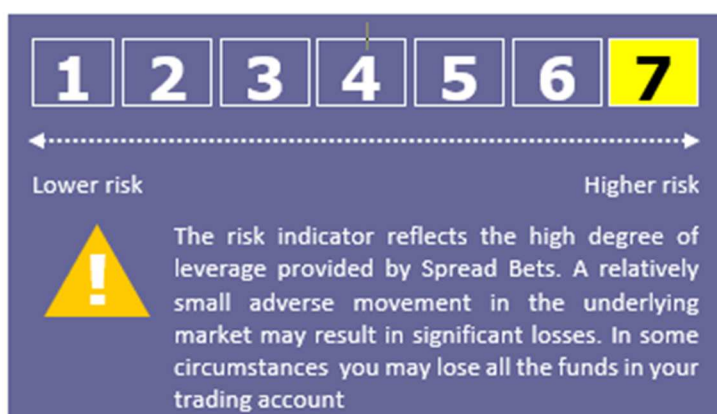 1 2 3 4 5 6 7
Lower risk Higher risk
!
The risk indicator reflects the high degree of
leverage provided by Spread Bets. A relatively
small adverse movement in the underlying
market may result in significant losses. In some
circumstances you may lose all the funds in your
trading account